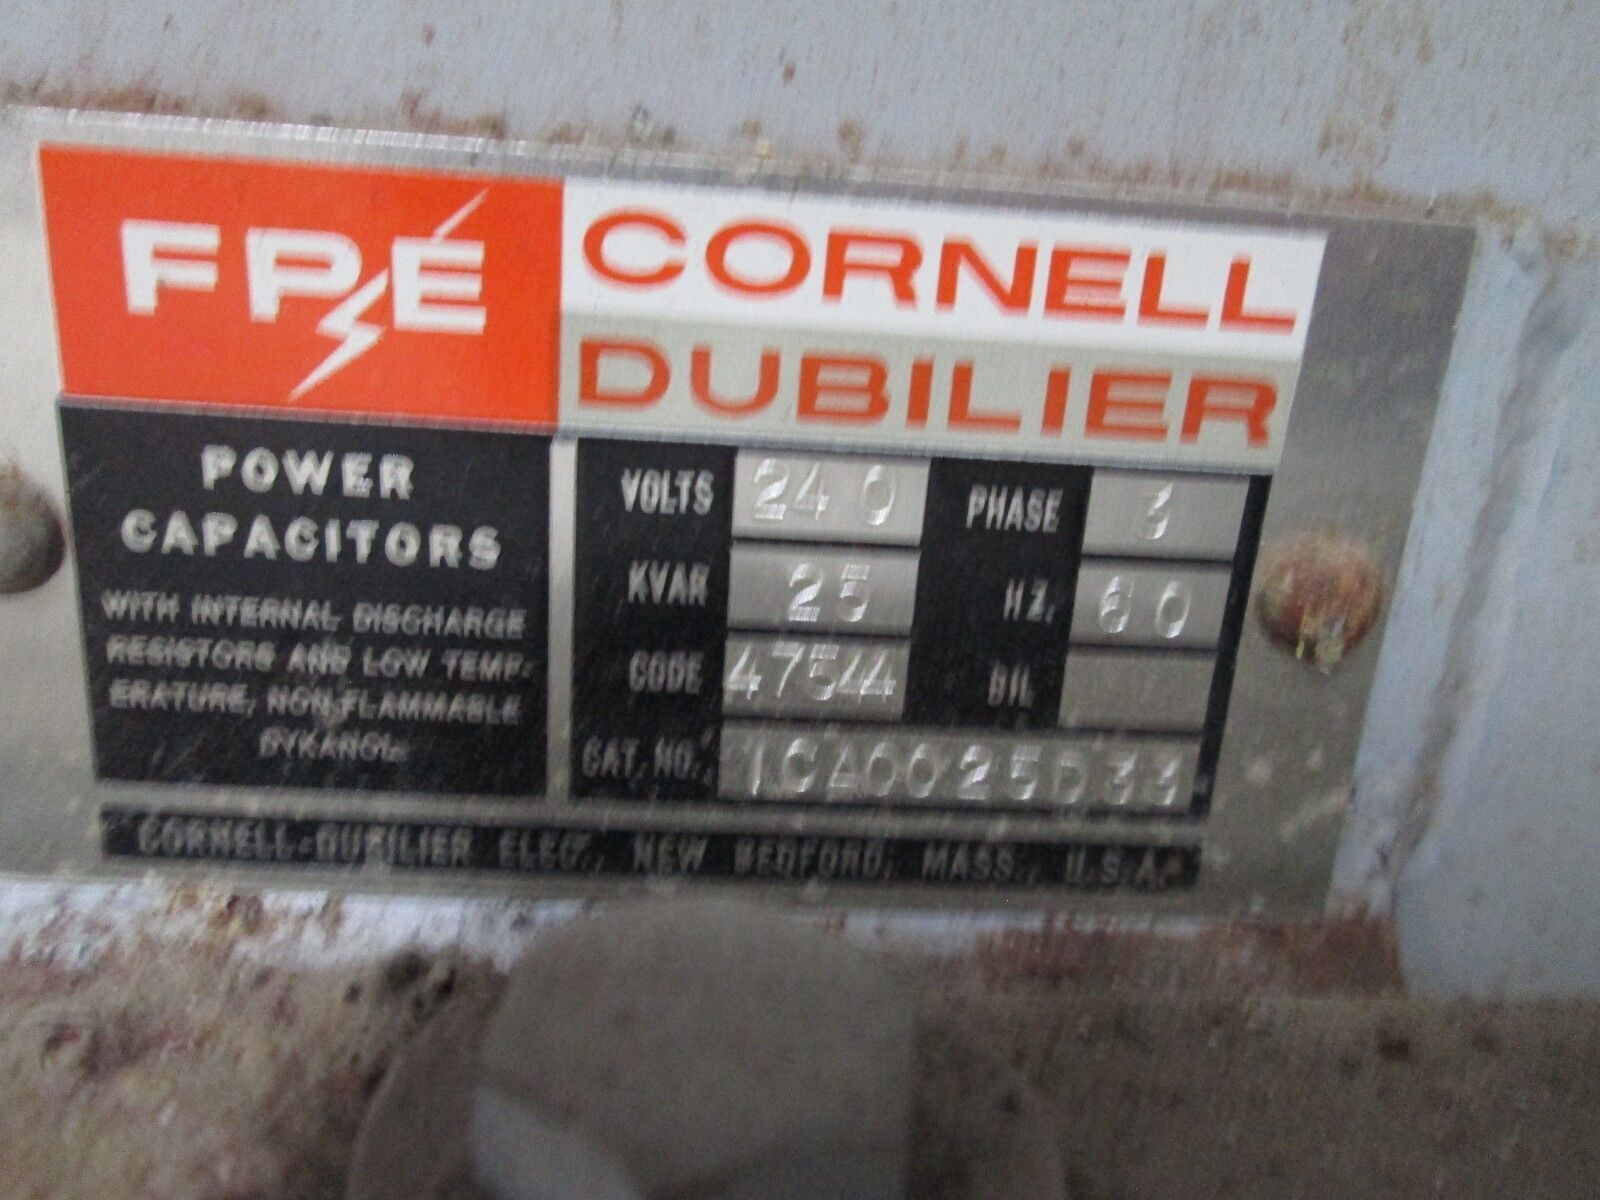 FPE
CORNELL
DUBILIER
POWER
CAPACITORS
WITH INTERNAL DISCHARGE
RESISTORS AND LOW TEMP-
ERATURE, NON-FLAMMABLE
DYKANOL
VOLTS 240 PHASE 3
KVAR 25 HZ. 60
CODE 47544 BIL
CAT. NO. 1CA0025D33
CORNELL-DUBILIER ELEC., NEW BEDFORD, MASS., U.S.A.